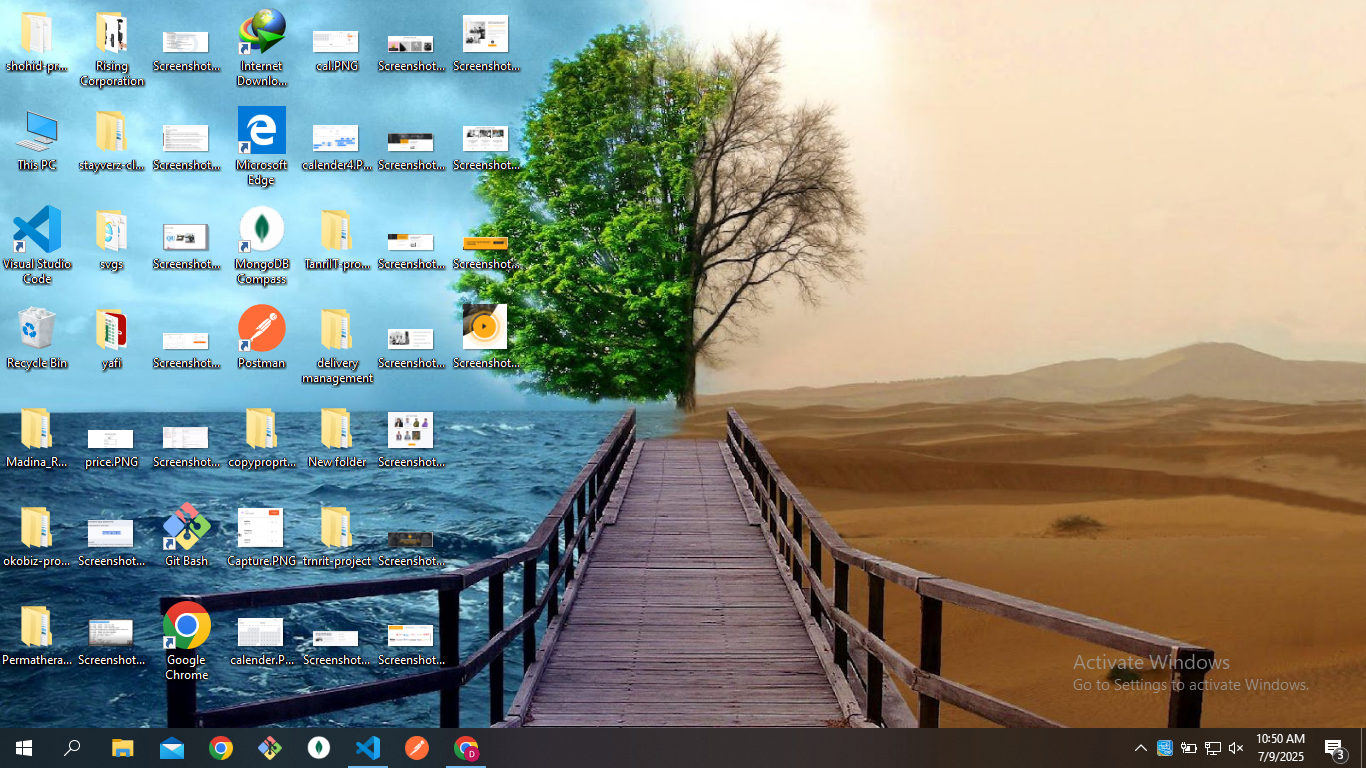 shohid-pr...
Rising
Corporation
Screenshot...
Internet
Downlo...
cal.PNG
Screenshot...
Screenshot...
This PC
stayverz-cl...
Screenshot...
Microsoft
Edge
calender4.P...
Screenshot...
Screenshot...
Visual Studio
Code
svgs
Screenshot...
MongoDB
Compass
TanriIT-pro...
Screenshot...
Screenshot...
Recycle Bin
yafi
Screenshot...
Postman
delivery
management
Screenshot...
Screenshot...
Madina_R...
price.PNG
Screenshot...
copyproprt...
New folder
Screenshot...
okobiz-pro...
Screenshot...
Git Bash
Capture.PNG
trnrit-project
Screenshot...
Permathera...
Screenshot...
Google
Chrome
calender.P...
Screenshot...
Screenshot...
Activate Windows
Go to Settings to activate Windows.
D
10:50 AM
7/9/2025
3